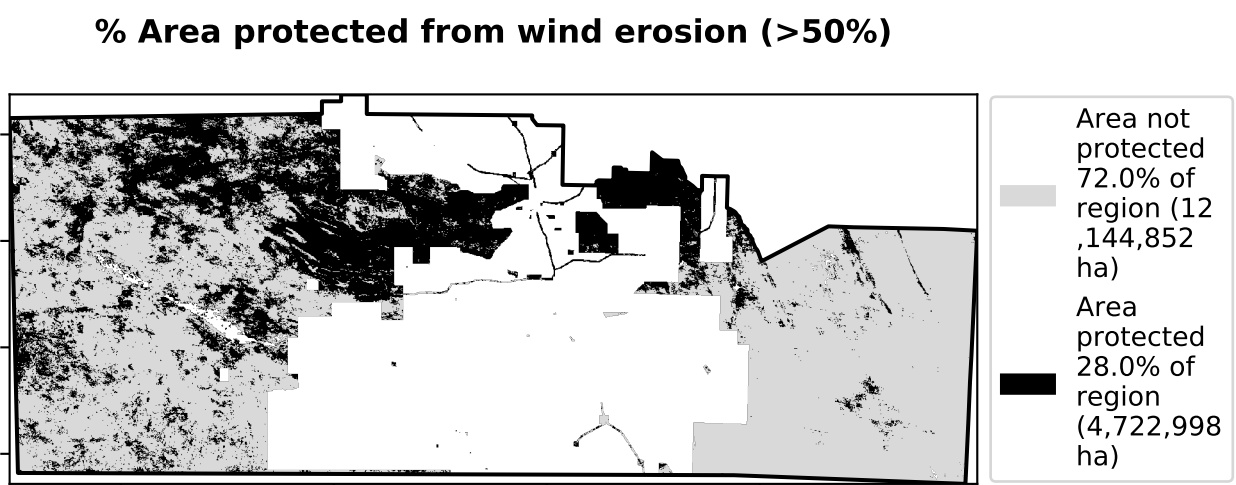 % Area protected from wind erosion (>50%)
Area not
protected
72.0% of
region (12
,144,852
ha)
Area
protected
28.0% of
region
(4,722,998
ha)